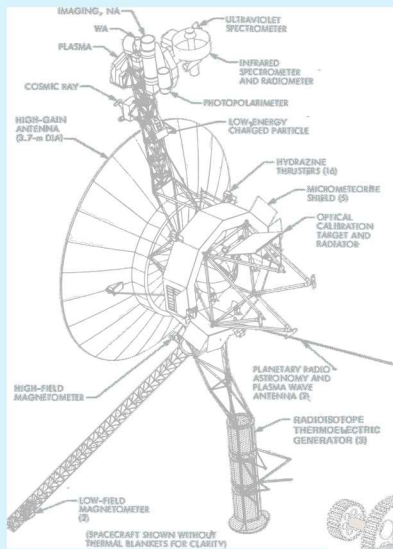 IMAGING, NA
WA
PLASMA
COSMIC RAY
HIGH-GAIN
ANTENNA
(3.7-m DIA)
ULTRAVIOLET
SPECTROMETER
INFRARED
SPECTROMETER
AND RADIOMETER
PHOTOPOLARIMETER
LOW-ENERGY
CHARGED PARTICLE
HYDRAZINE
THRUSTERS (16)
MICROMETEORITE
SHIELD (5)
OPTICAL
CALIBRATION
TARGET AND
RADIATOR
HIGH-FIELD
MAGNETOMETER
PLANETARY RADIO
ASTRONOMY AND
PLASMA WAVE
ANTENNA (2)
RADIOISOTOPE
THERMOELECTRIC
GENERATOR (3)
LOW-FIELD
MAGNETOMETER
(2)
(SPACECRAFT SHOWN WITHOUT
THERMAL BLANKETS FOR CLARITY)